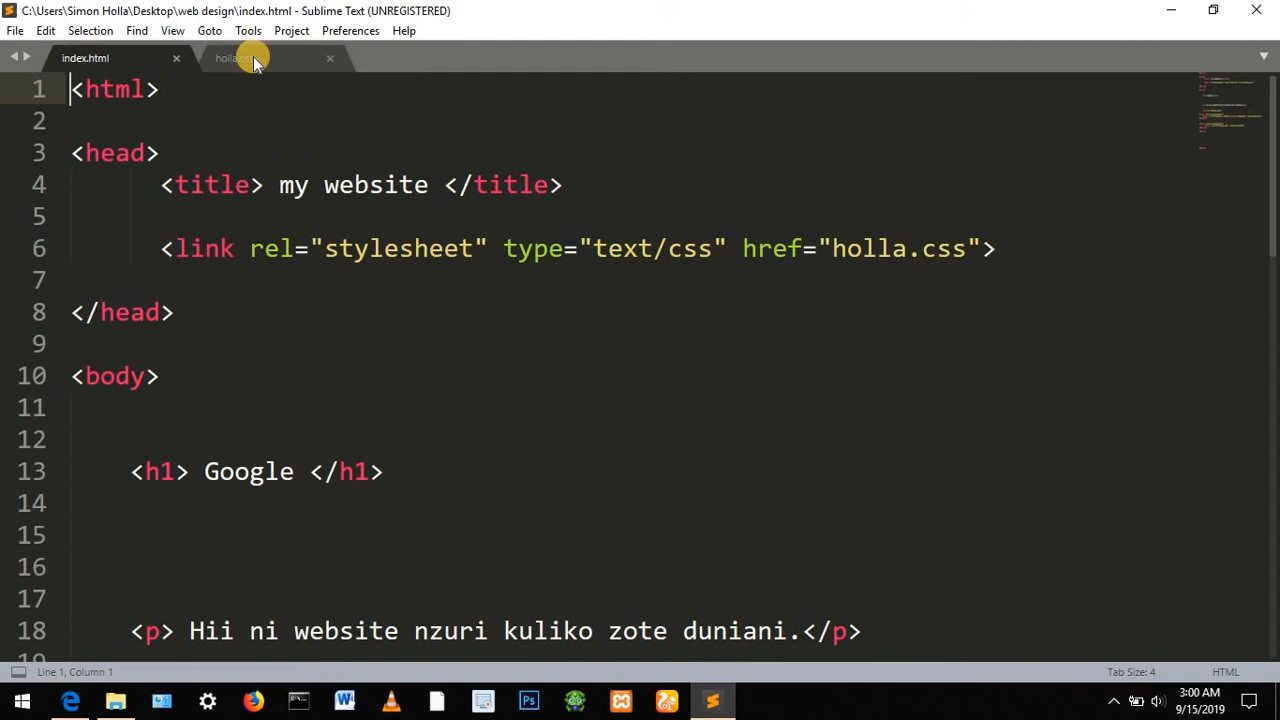 C:\Users\Simon Holla\Desktop\web design\index.html - Sublime Text (UNREGISTERED)
File Edit Selection Find View Goto Tools Project Preferences Help
index.html
1 <html>
2
3 <head>
4 <title> my website </title>
5
6 <link rel="stylesheet" type="text/css" href="holla.css">
7
8 </head>
9
10 <body>
11
12
13 <h1> Google </h1>
14
15
16
17
18 <p> Hii ni website nzuri kuliko zote duniani.</p>
19
Line 1, Column 1 Tab Size: 4 HTML
3:00 AM
9/15/2019